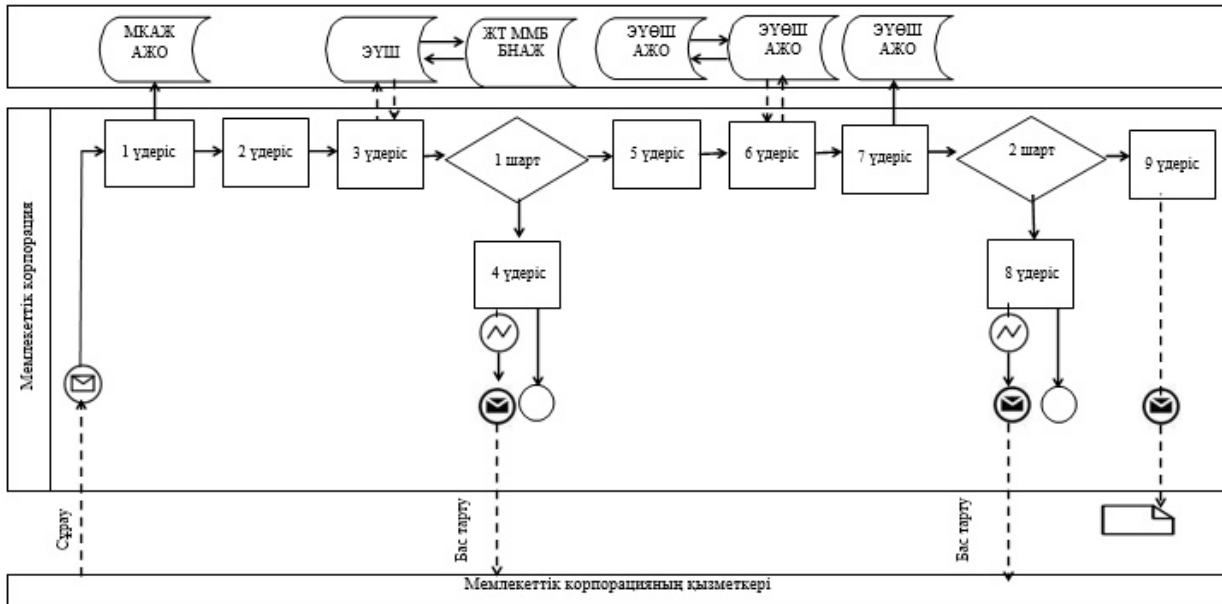 МКАЖ
АЖО
ЭҮШ
ЖТ ММБ
БНАЖ
ЭҮӨШ
АЖО
ЭҮӨШ
АЖО
ЭҮӨШ
АЖО
Мемлекеттік корпорация
1 үдеріс
2 үдеріс
3 үдеріс
1 шарт
5 үдеріс
6 үдеріс
7 үдеріс
2 шарт
9 үдеріс
4 үдеріс
8 үдеріс
Сұрау
Бас тарту
Бас тарту
Мемлекеттік корпорацияның қызметкері